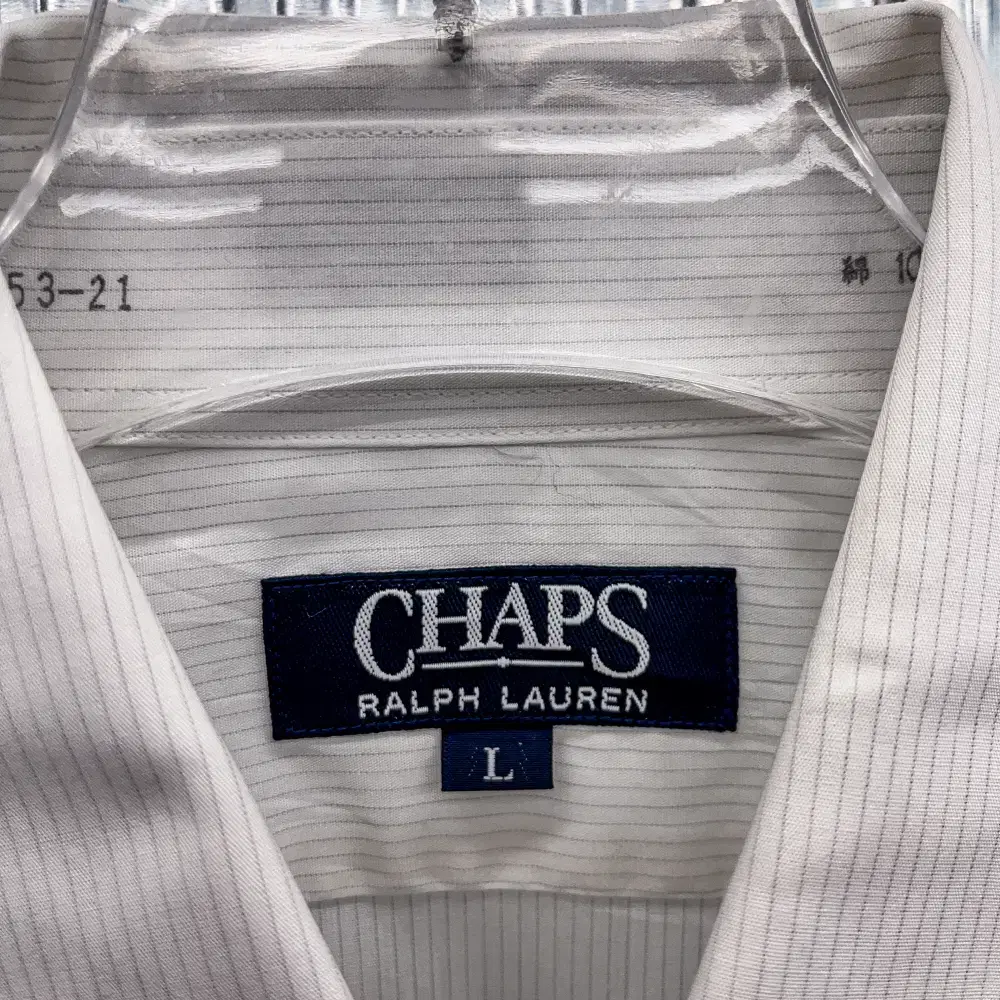 53-21
綿 10
CHAPS
RALPH LAUREN
L